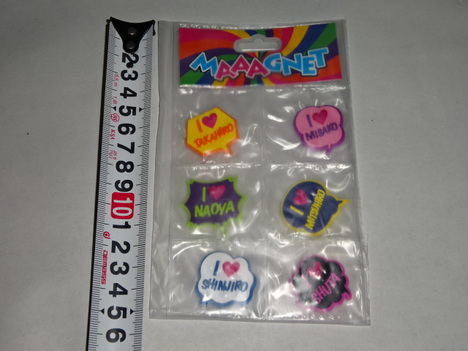 MAAAGNET
I
TAKAHIRO
I
MISAKO
I
NAOYA
I
I
SHINJIRO
2
3
4
5
6
7
8
9
10
1
2
3
4
5
6